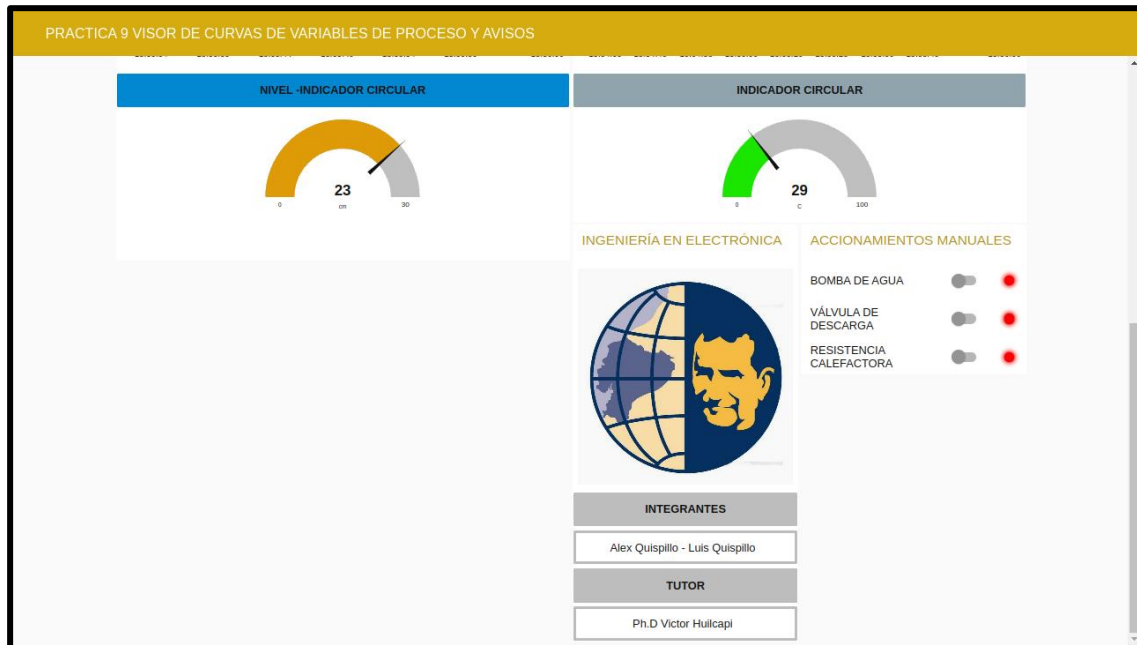 PRACTICA 9 VISOR DE CURVAS DE VARIABLES DE PROCESO Y AVISOS
NIVEL -INDICADOR CIRCULAR
INDICADOR CIRCULAR
23
cm
0
30
29
C
0
100
INGENIERÍA EN ELECTRÓNICA
ACCIONAMIENTOS MANUALES
BOMBA DE AGUA
VÁLVULA DE
DESCARGA
RESISTENCIA
CALEFACTORA
INTEGRANTES
Alex Quispillo - Luis Quispillo
TUTOR
Ph.D Victor Huilcapi